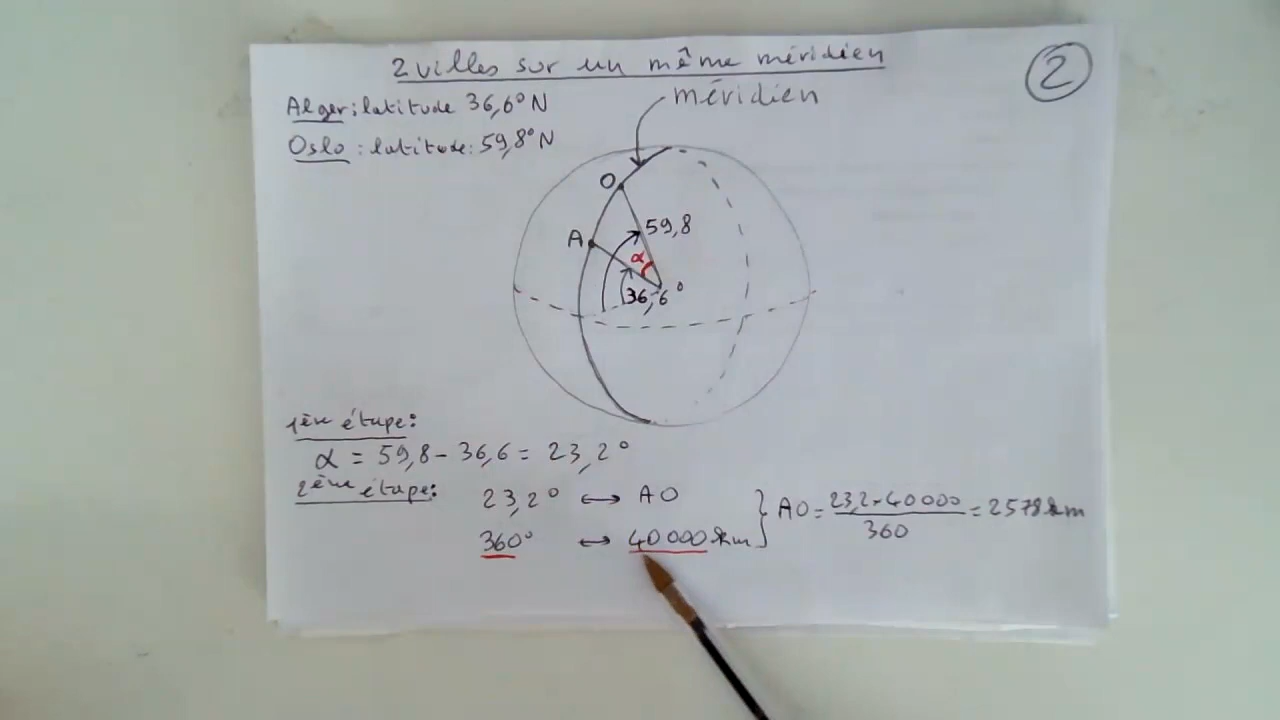 2 villes sur un même méridien
2
Alger : latitude 36,6° N
méridien
Oslo : latitude : 59,8° N
O
59,8
A
α
36,6°
1ère étape :
α = 59,8 - 36,6 = 23,2°
2ème étape :
23,2° ↔ AO
360° ↔ 40 000 km } AO = 23,2 × 40 000 / 360 = 2578 km